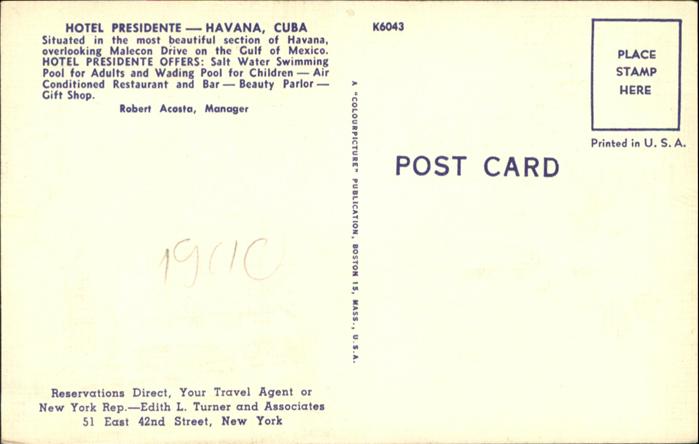 HOTEL PRESIDENTE — HAVANA, CUBA
Situated in the most beautiful section of Havana,
overlooking Malecon Drive on the Gulf of Mexico.
HOTEL PRESIDENTE OFFERS: Salt Water Swimming
Pool for Adults and Wading Pool for Children — Air
Conditioned Restaurant and Bar — Beauty Parlor —
Gift Shop.
Robert Acosta, Manager
Reservations Direct, Your Travel Agent or
New York Rep.—Edith L. Turner and Associates
51 East 42nd Street, New York
A "COLOURPICTURE" PUBLICATION, BOSTON 15, MASS., U.S.A.
K6043
POST CARD
PLACE
STAMP
HERE
Printed in U. S. A.